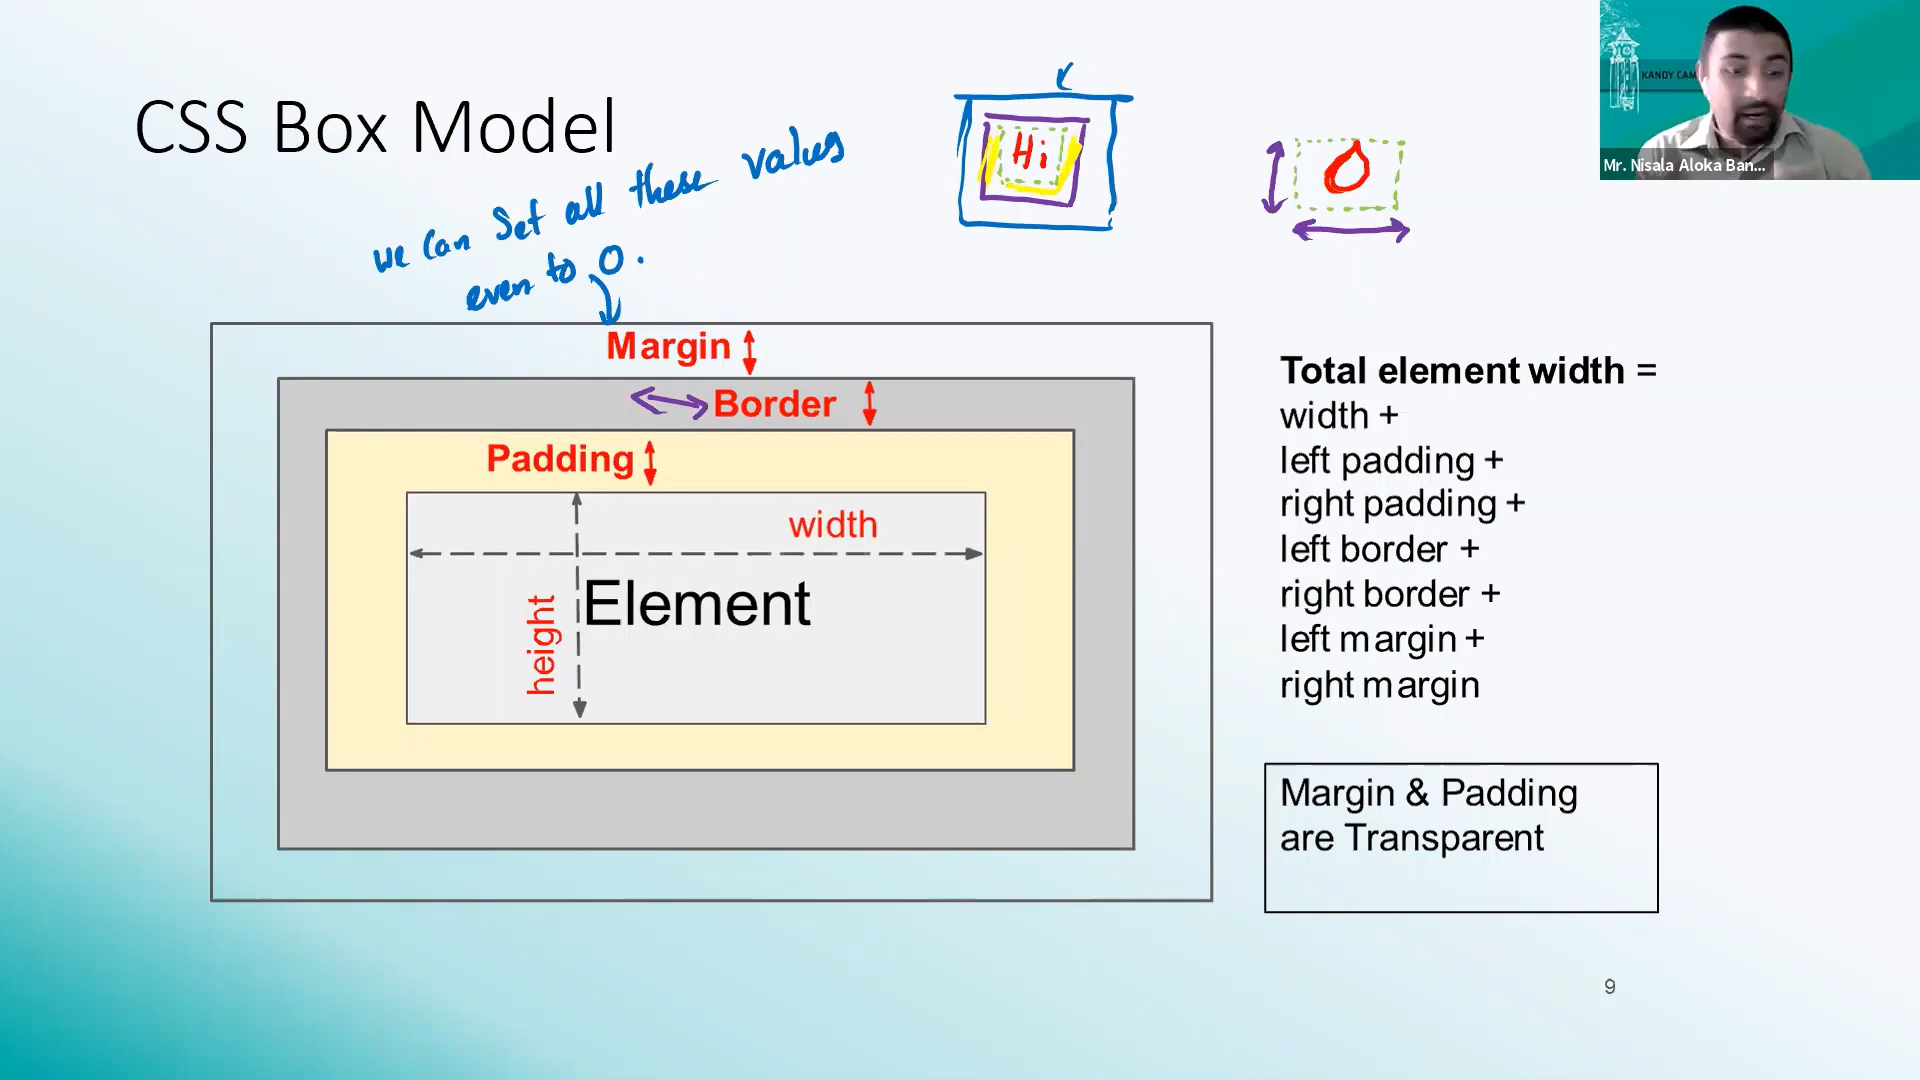 CSS Box Model
we can set all these values
even to 0.
Hi
O
KANDY CAM
Mr. Nisala Aloka Ban...
Margin
Border
Padding
width
height
Element
Total element width =
width +
left padding +
right padding +
left border +
right border +
left margin +
right margin
Margin & Padding
are Transparent
9